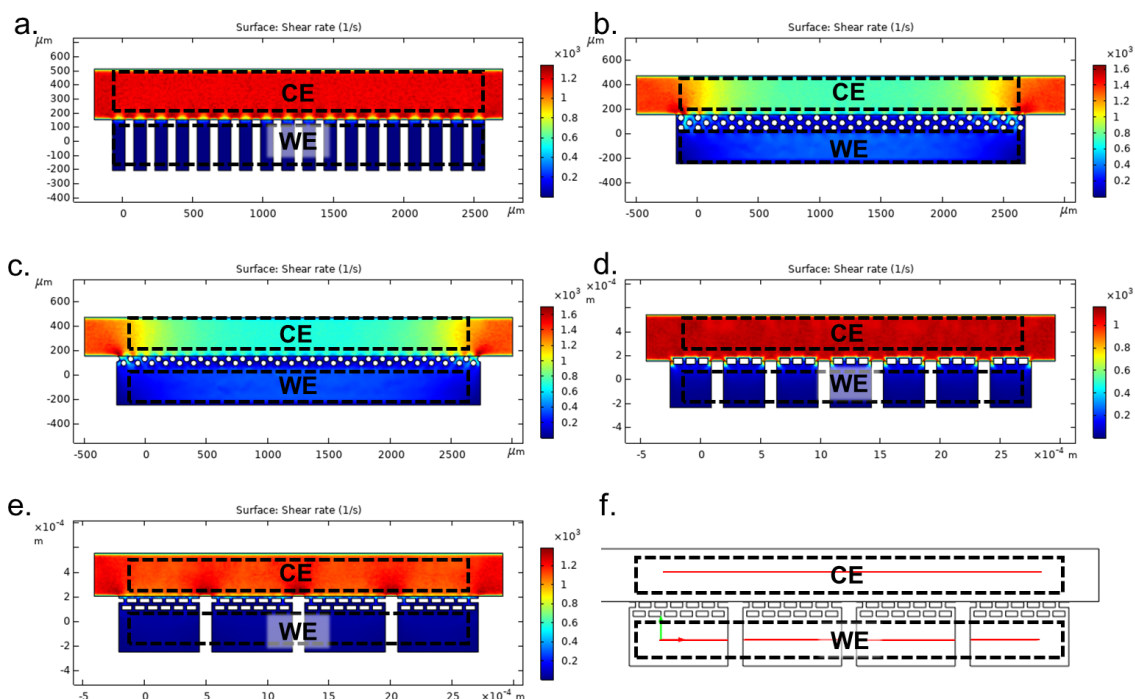 a.
Surface: Shear rate (1/s)
μm
×10³
600
500
400
300
200
100
0
-100
-200
-300
-400
CE
WE
1.2
1
0.8
0.6
0.4
0.2
0 500 1000 1500 2000 2500
μm
b.
Surface: Shear rate (1/s)
μm
×10³
600
400
200
0
-200
-400
CE
WE
1.6
1.4
1.2
1
0.8
0.6
0.4
0.2
-500 0 500 1000 1500 2000 2500
μm
c.
Surface: Shear rate (1/s)
μm
×10³
600
400
200
0
-200
-400
CE
WE
1.6
1.4
1.2
1
0.8
0.6
0.4
0.2
-500 0 500 1000 1500 2000 2500
μm
d.
Surface: Shear rate (1/s)
×10⁻⁴
m
×10³
4
2
0
-2
-4
CE
WE
1
0.8
0.6
0.4
0.2
0 5 10 15 20 25
×10⁻⁴ m
e.
Surface: Shear rate (1/s)
×10⁻⁴
m
×10³
4
2
0
-2
-4
CE
WE
1.2
1
0.8
0.6
0.4
0.2
-5 0 5 10 15 20 25
×10⁻⁴ m
f.
CE
WE